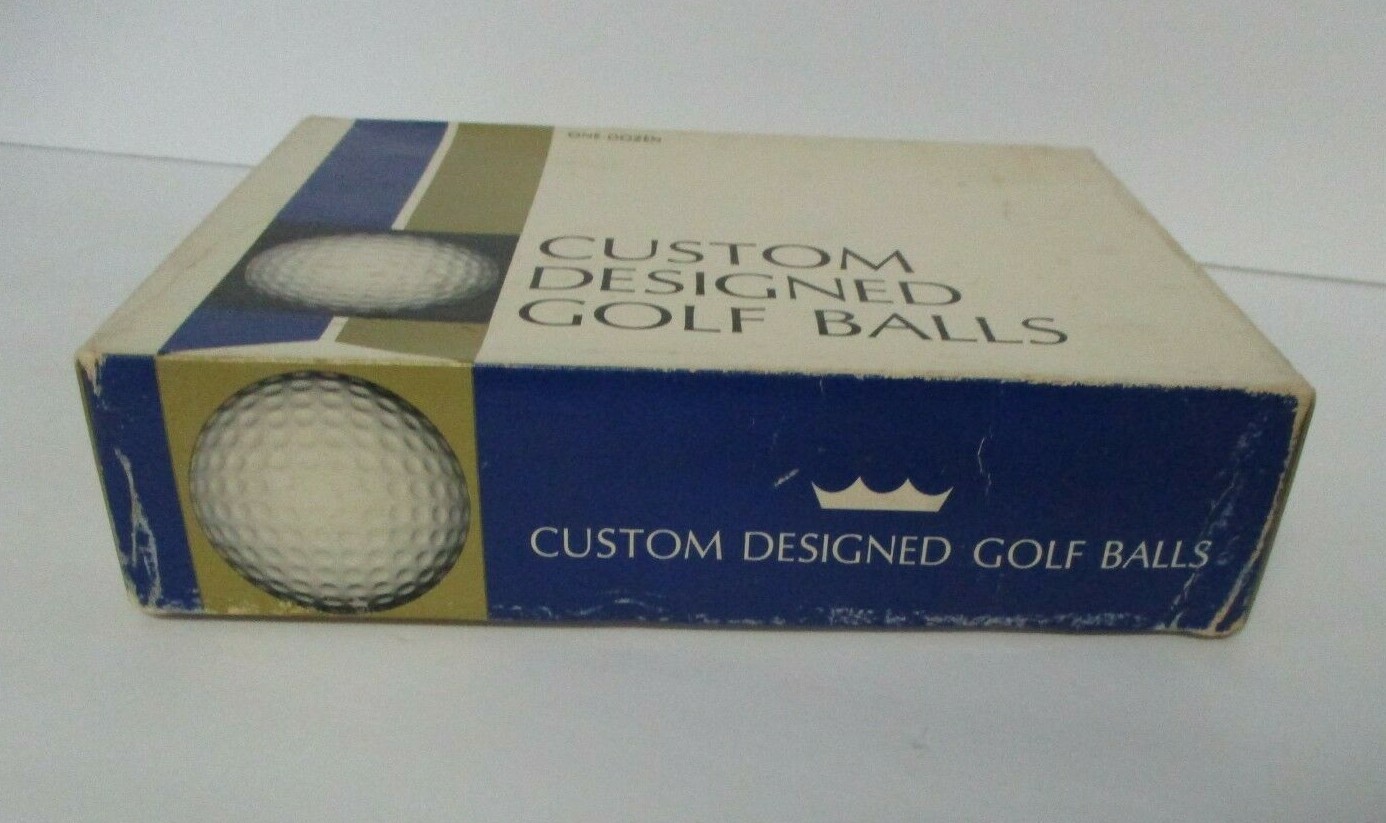 ONE DOZEN
CUSTOM
DESIGNED
GOLF BALLS
CUSTOM DESIGNED GOLF BALLS